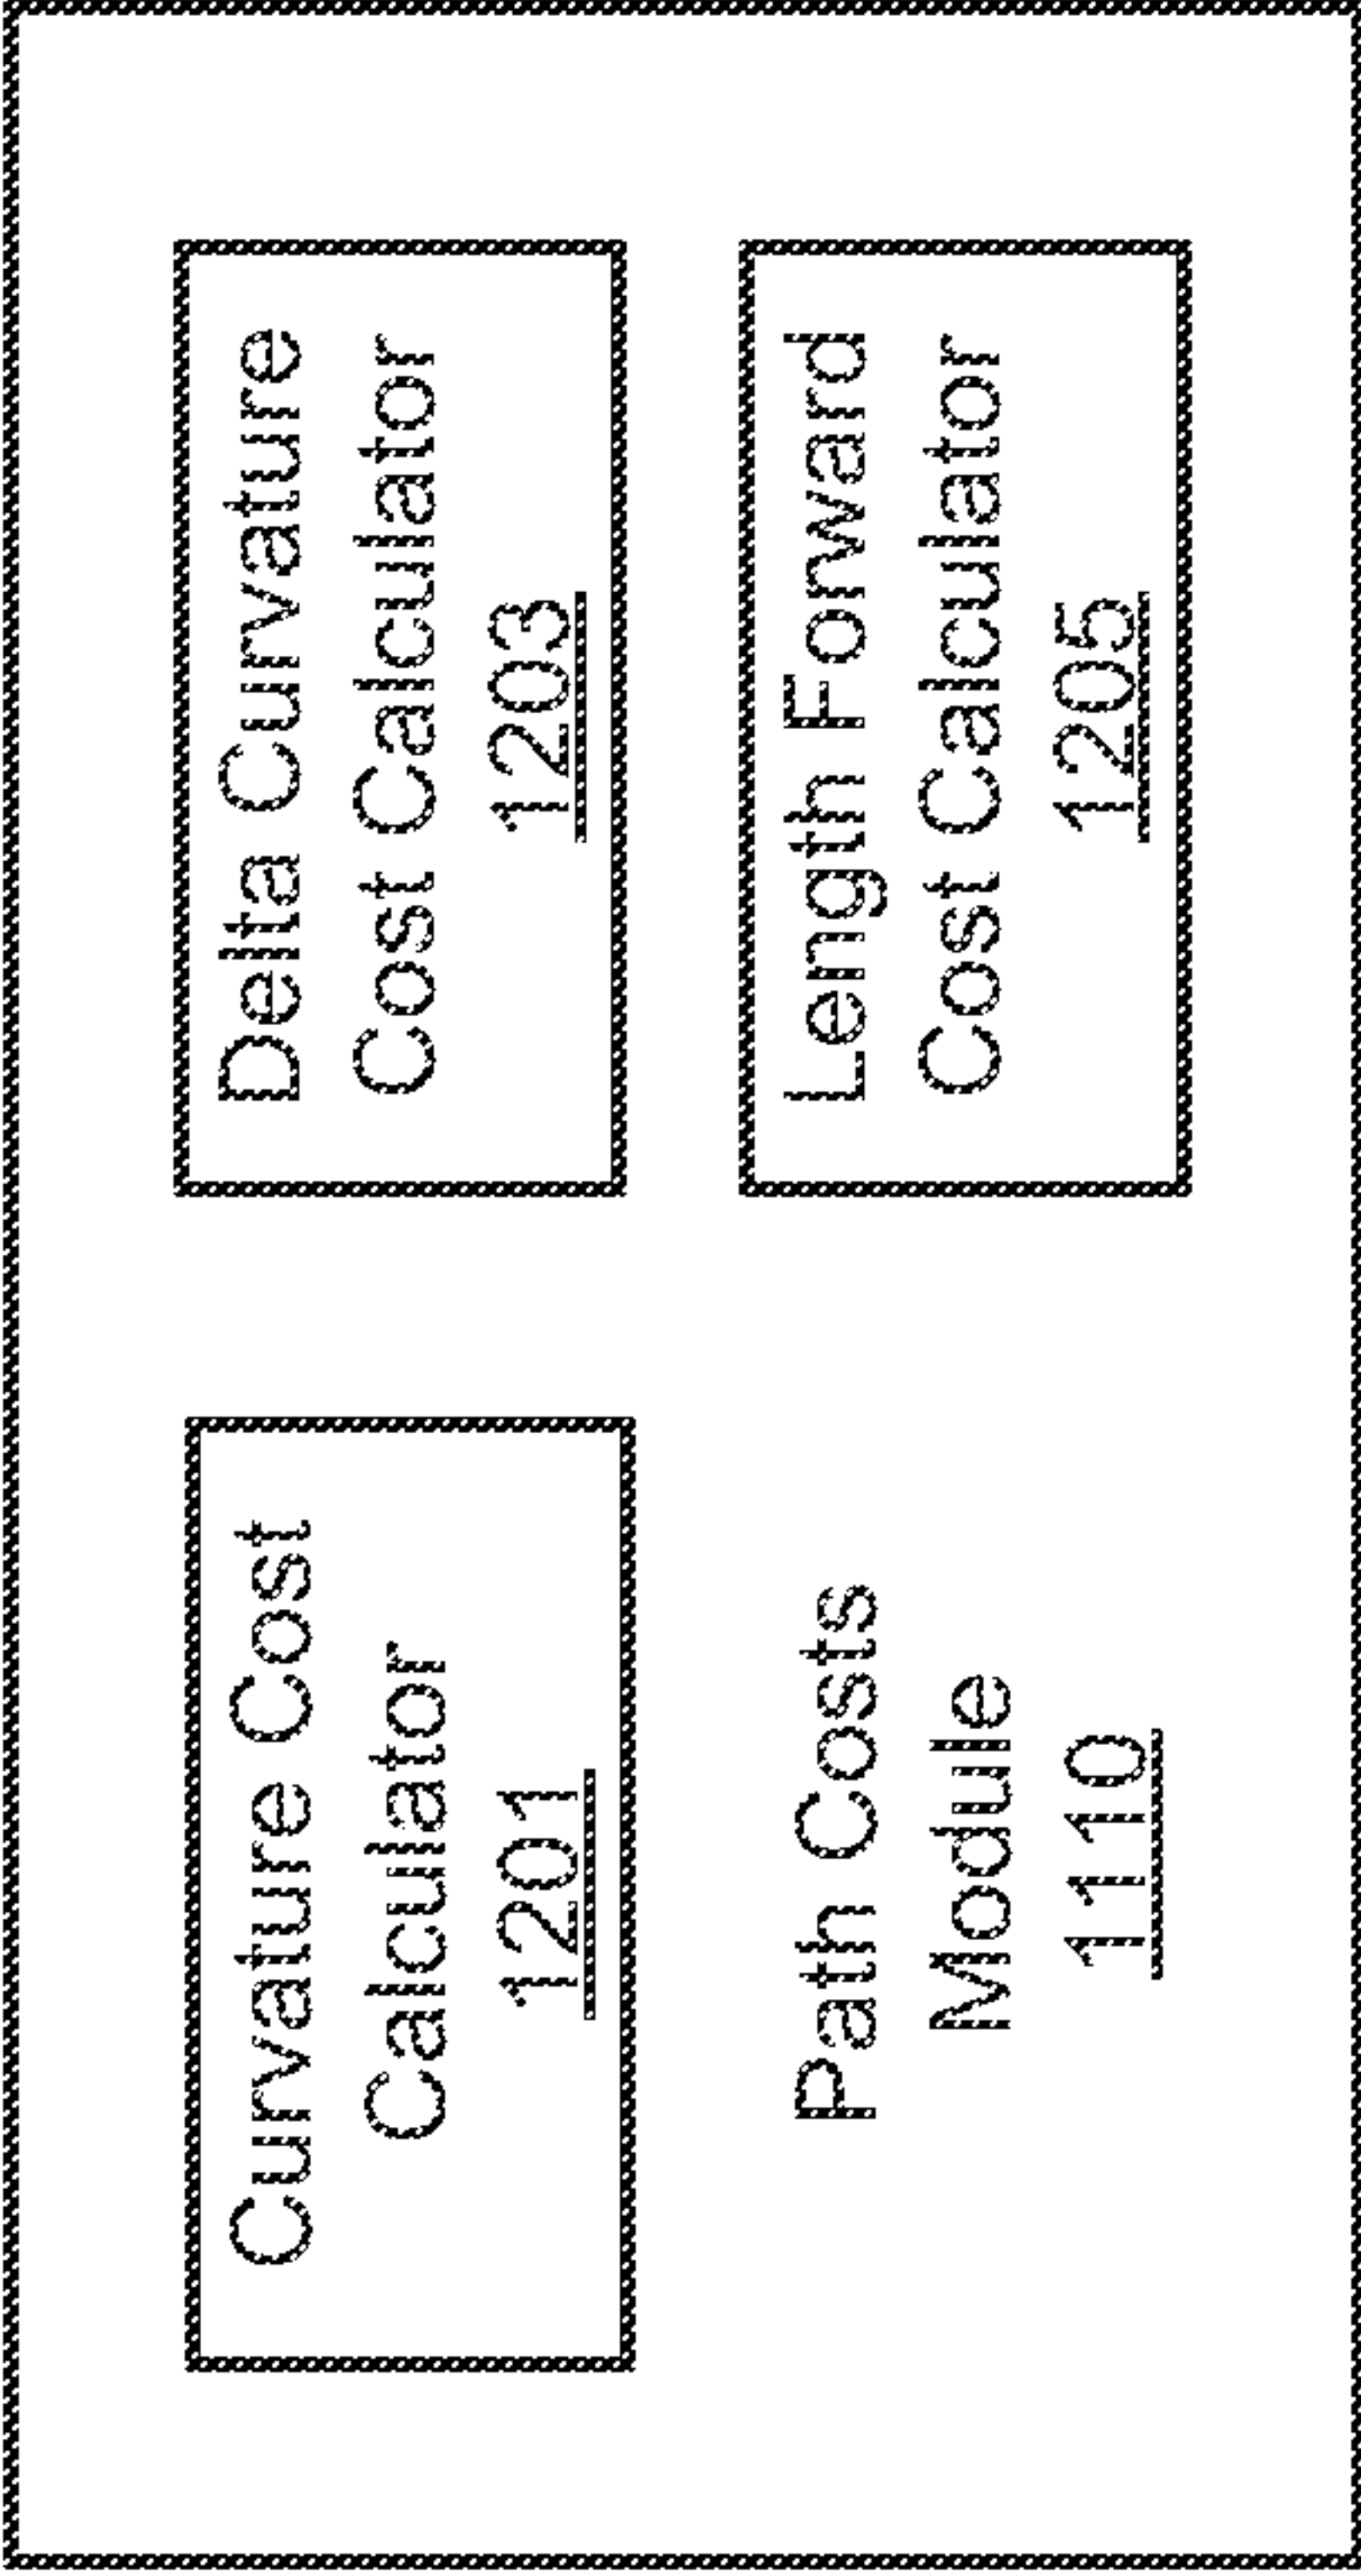 Curvature Cost
Calculator
1201
Delta Curvature
Cost Calculator
1203
Path Costs
Module
1110
Length Forward
Cost Calculator
1205